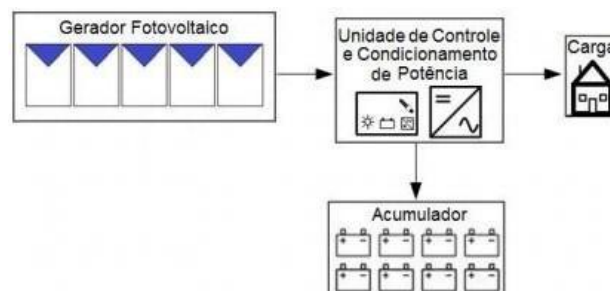 Gerador Fotovoltaico
Unidade de Controle
e Condicionamento
de Potência
Carga
Acumulador